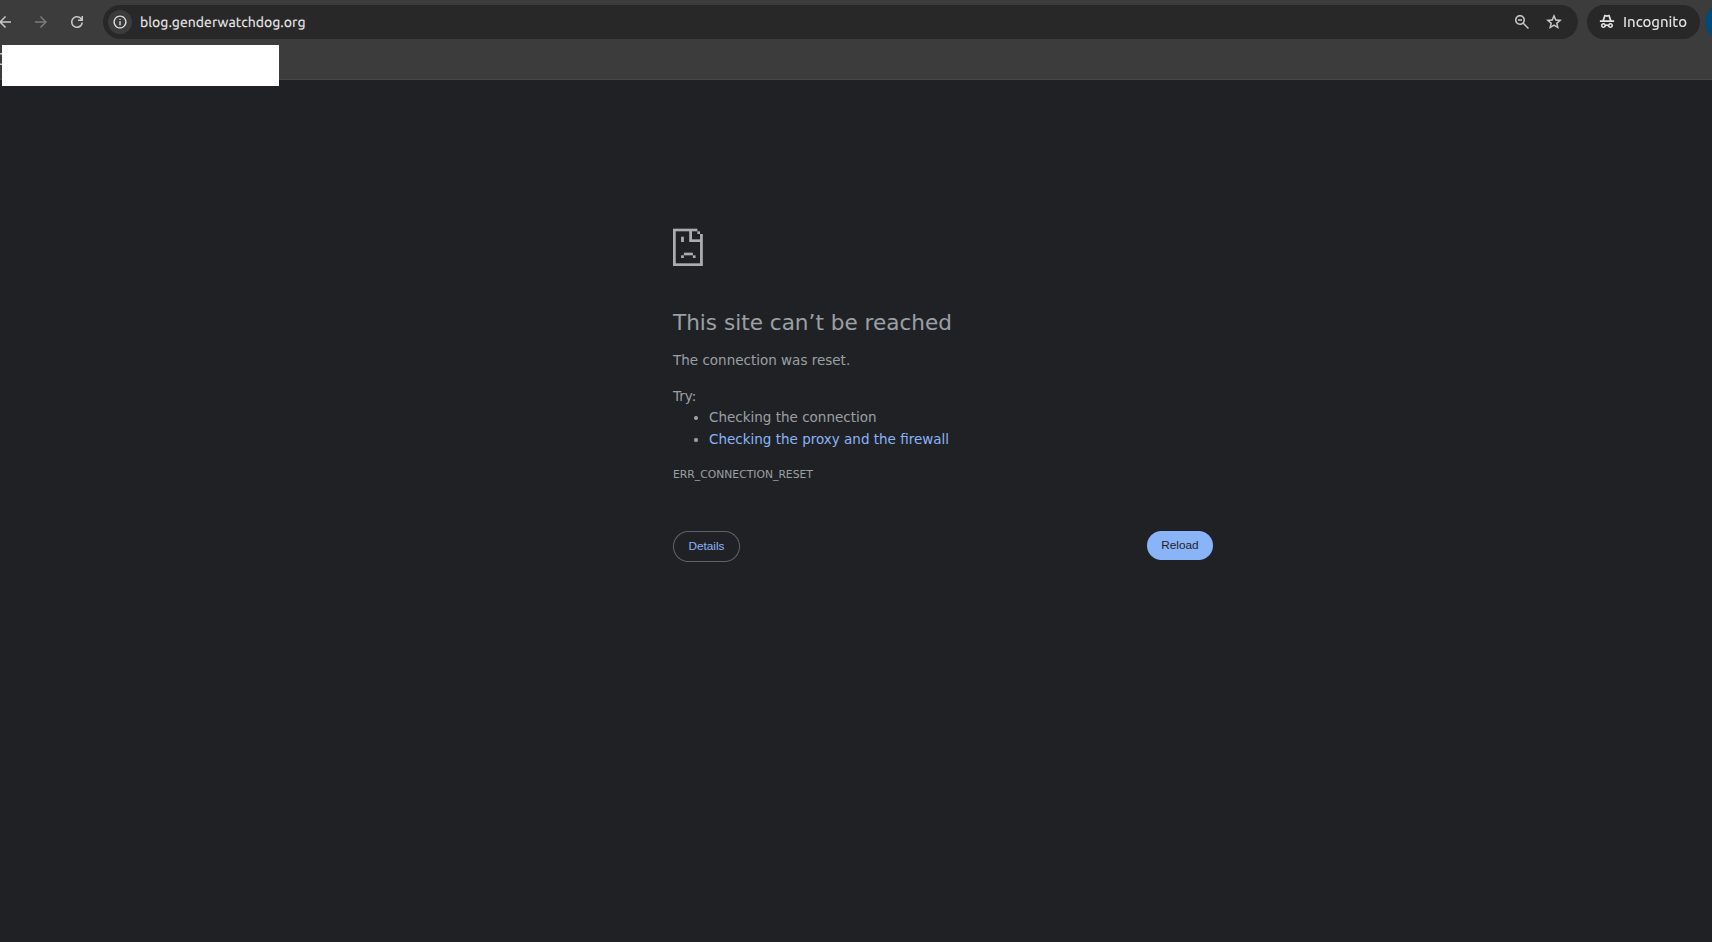 blog.genderwatchdog.org
Incognito
This site can’t be reached
The connection was reset.
Try:
• Checking the connection
• Checking the proxy and the firewall
ERR_CONNECTION_RESET
Details
Reload